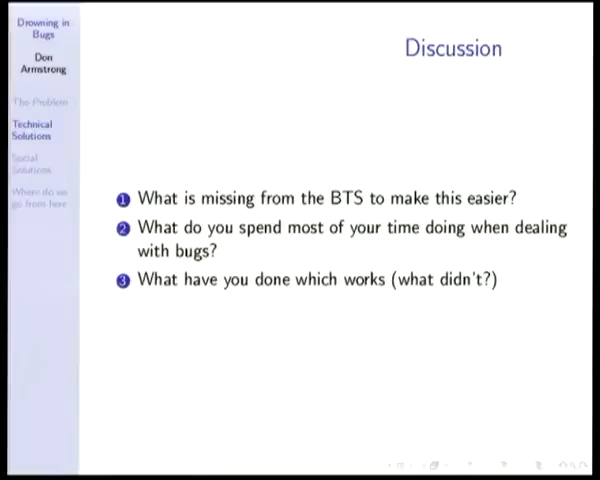 Drowning in
Bugs
Don
Armstrong
The Problem
Technical
Solutions
Social
Solutions
Where do we
go from here
Discussion
1 What is missing from the BTS to make this easier?
2 What do you spend most of your time doing when dealing
with bugs?
3 What have you done which works (what didn't?)